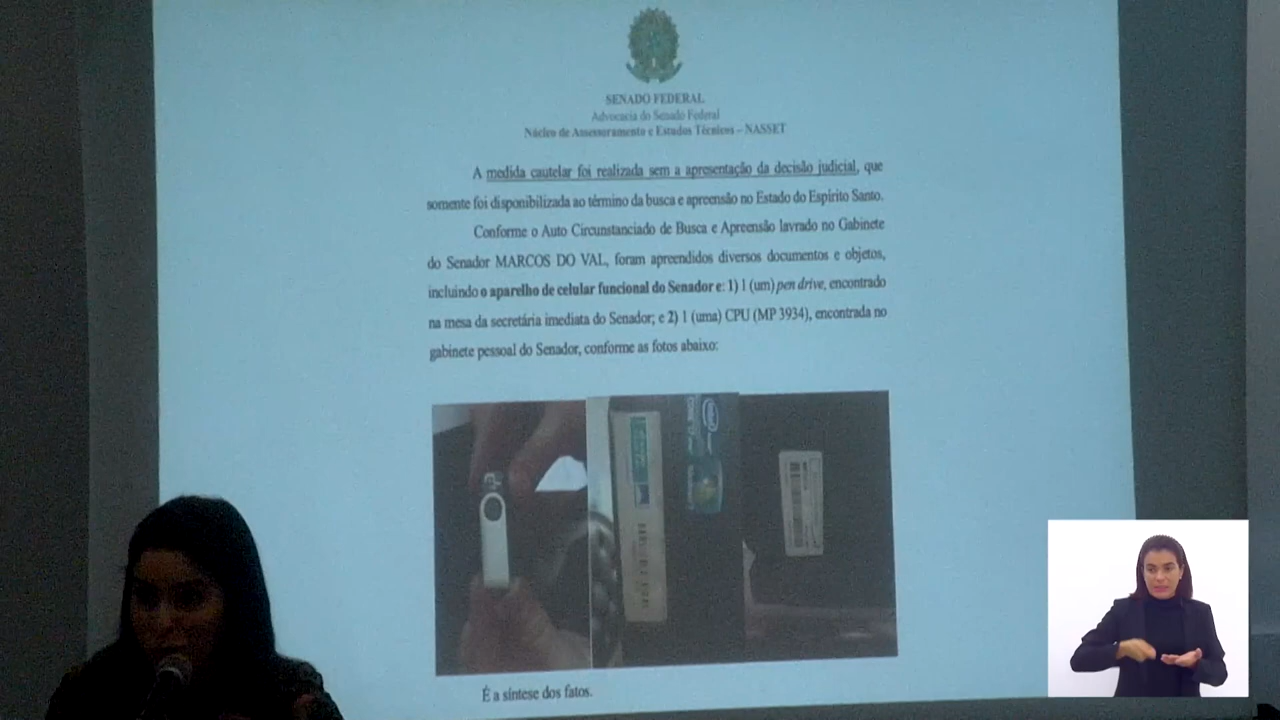 SENADO FEDERAL
Advocacia do Senado Federal
Núcleo de Assessoramento e Estudos Técnicos – NASSET
A medida cautelar foi realizada sem a apresentação da decisão judicial, que
somente foi disponibilizada ao término da busca e apreensão no Estado do Espírito Santo.
Conforme o Auto Circunstanciado de Busca e Apreensão lavrado no Gabinete
do Senador MARCOS DO VAL, foram apreendidos diversos documentos e objetos,
incluindo o aparelho de celular funcional do Senador e: 1) 1 (um) pen drive, encontrado
na mesa da secretária imediata do Senador; e 2) 1 (uma) CPU (MP 3934), encontrada no
gabinete pessoal do Senador, conforme as fotos abaixo:
intel
É a síntese dos fatos.